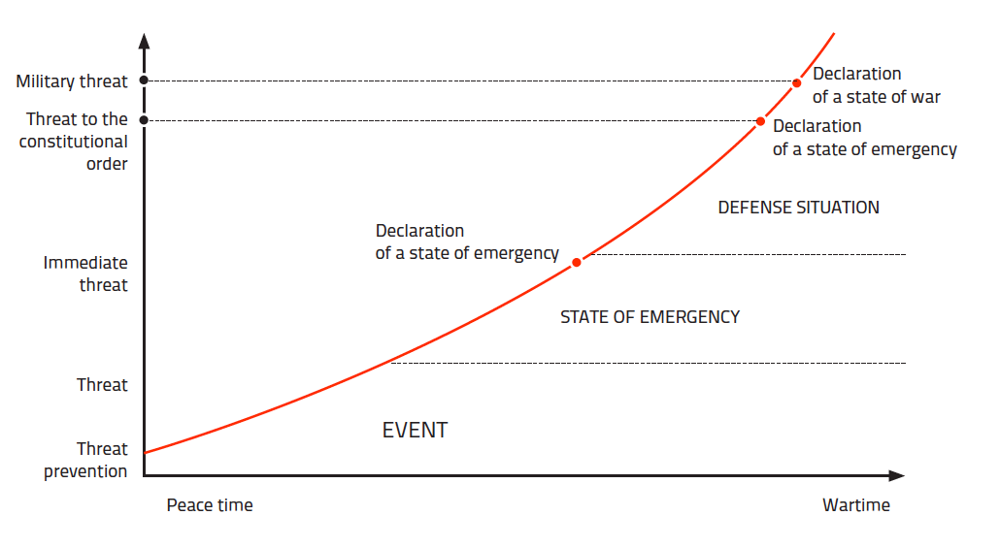 Military threat
Threat to the
constitutional
order
Immediate
threat
Threat
Threat
prevention
Declaration
of a state of war
Declaration
of a state of emergency
DEFENSE SITUATION
Declaration
of a state of emergency
STATE OF EMERGENCY
EVENT
Peace time
Wartime